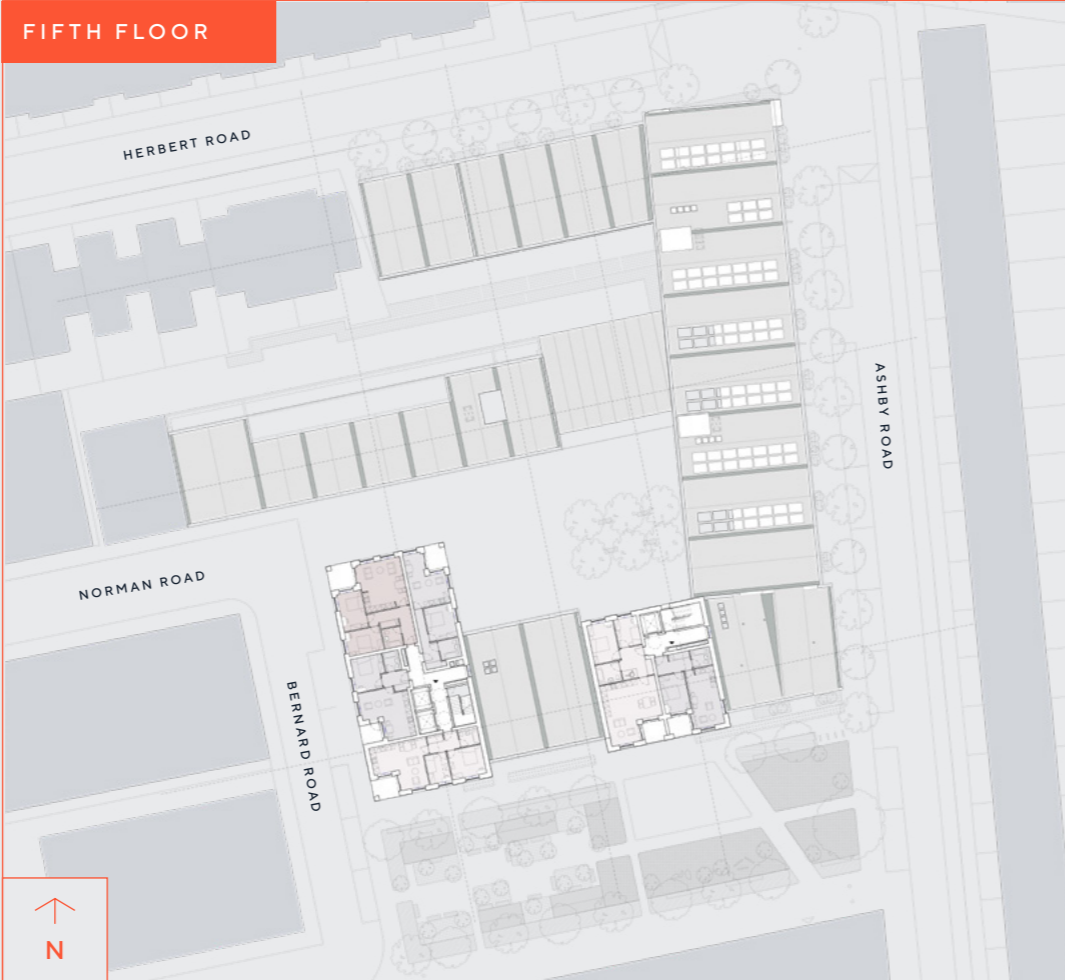 FIFTH FLOOR
HERBERT ROAD
ASHBY ROAD
NORMAN ROAD
BERNARD ROAD
N